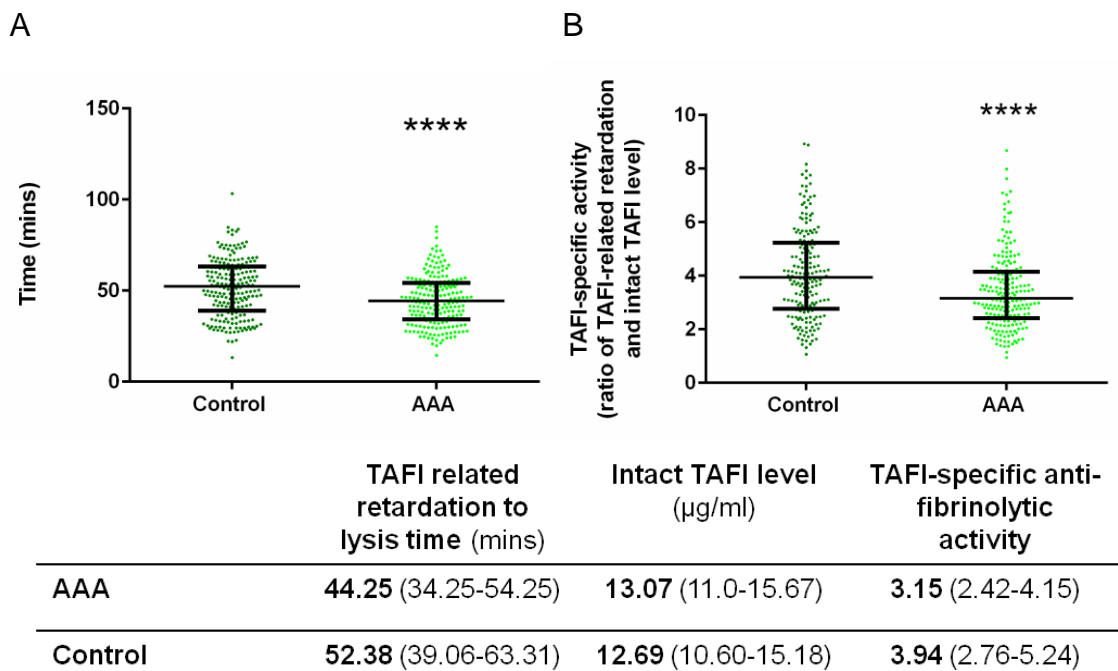 A
B
150
100
50
0
Time (mins)
****
Control
AAA
10
8
6
4
2
0
TAFI-specific activity
(ratio of TAFI-related retardation
and intact TAFI level)
****
Control
AAA
TAFI related
retardation to
lysis time (mins)
Intact TAFI level
(µg/ml)
TAFI-specific anti-
fibrinolytic
activity
AAA 44.25 (34.25-54.25) 13.07 (11.0-15.67) 3.15 (2.42-4.15)
Control 52.38 (39.06-63.31) 12.69 (10.60-15.18) 3.94 (2.76-5.24)